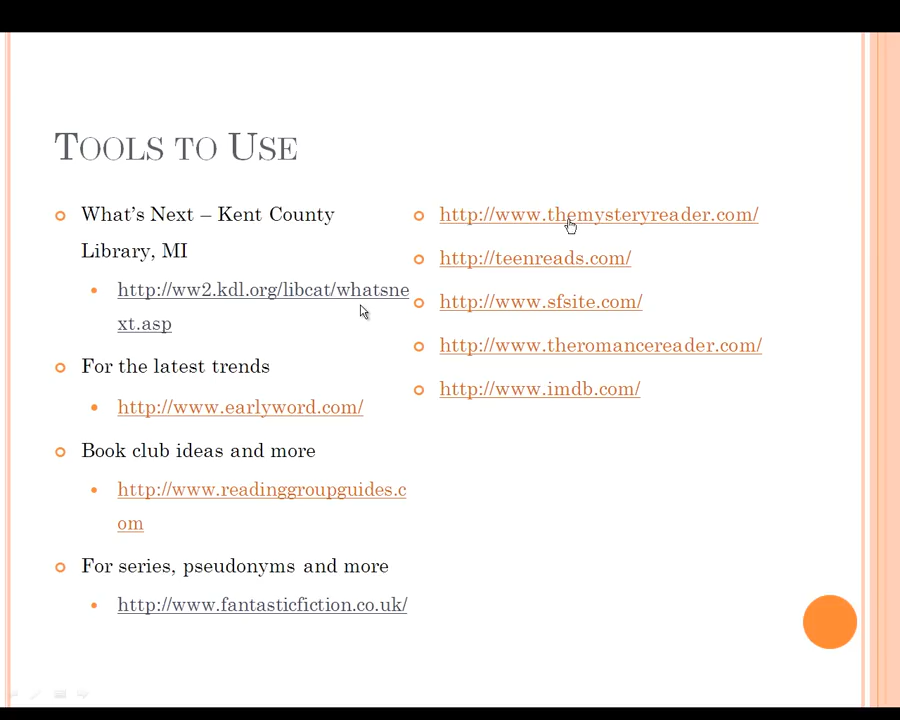 Tools to Use
What's Next – Kent County
Library, MI
http://ww2.kdl.org/libcat/whatsne
xt.asp
For the latest trends
http://www.earlyword.com/
Book club ideas and more
http://www.readinggroupguides.c
om
For series, pseudonyms and more
http://www.fantasticfiction.co.uk/
http://www.themysteryreader.com/
http://teenreads.com/
http://www.sfsite.com/
http://www.theromancereader.com/
http://www.imdb.com/